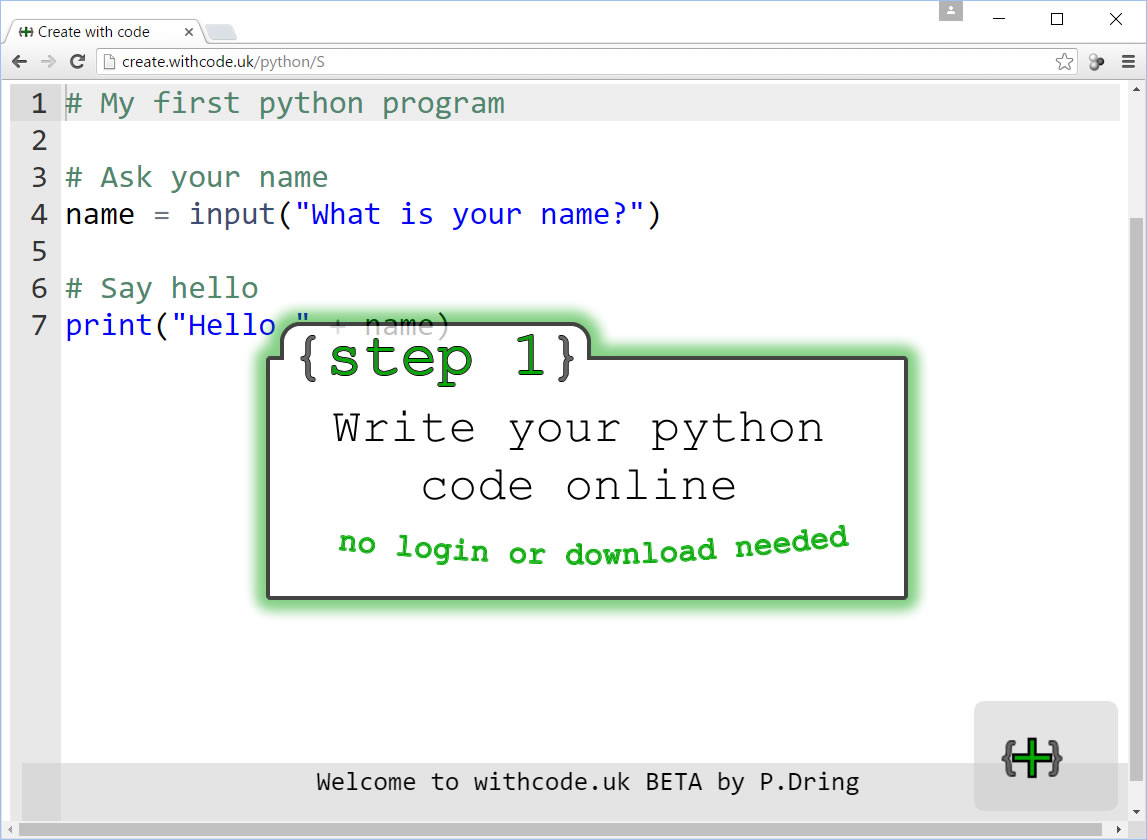 Create with code
create.withcode.uk/python/S
1 # My first python program
2
3 # Ask your name
4 name = input("What is your name?")
5
6 # Say hello
7 print("Hello " + name)
{step 1}
Write your python
code online
no login or download needed
{+}
Welcome to withcode.uk BETA by P.Dring